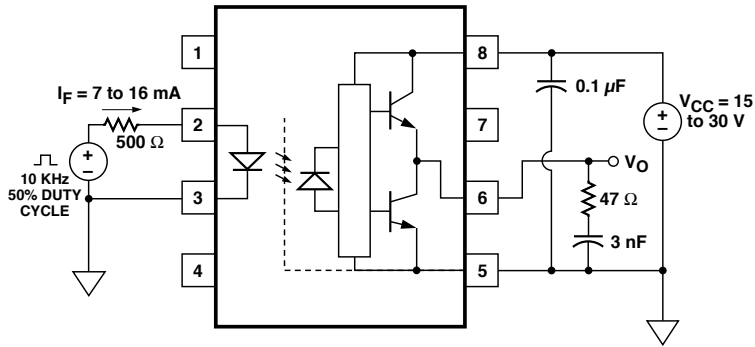 1
8
I_F = 7 to 16 mA
0.1 µF
V_CC = 15
to 30 V
+
–
2
500 Ω
7
+
–
V_O
10 KHz
50% DUTY
CYCLE
3
6
47 Ω
3 nF
4
5